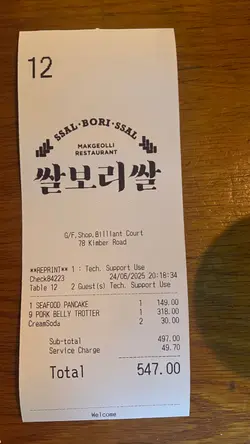 12
SSAL·BORI·SSAL
MAKGEOLLI
RESTAURANT
쌀보리쌀
G/F,Shop,Billiant Court
78 Kimber Road
**REPRINT** 1 : Tech. Support Use
Check84223 24/06/2025 20:18:34
Table 12 2 Guest(s) Tech. Support Use
1 SEAFOOD PANCAKE 1 149.00
9 PORK BELLY TROTTER 1 318.00
CreamSoda 2 30.00
Sub-total 497.00
Service Charge 49.70
Total 547.00
Welcome